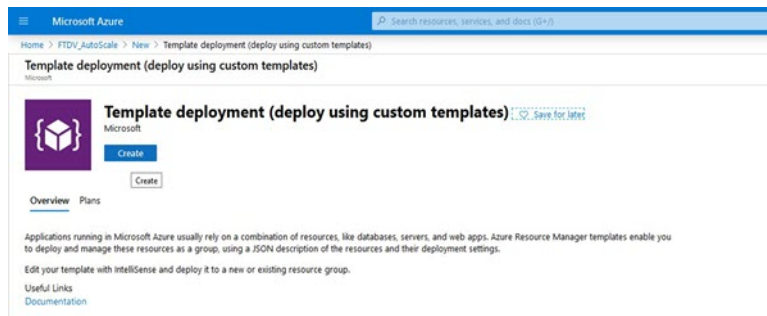 Microsoft Azure
Search resources, services, and docs (G+/)
Home > FTDV_AutoScale > New > Template deployment (deploy using custom templates)
Template deployment (deploy using custom templates)
Microsoft
Template deployment (deploy using custom templates) Save for later
Microsoft
Create
Create
Overview Plans
Applications running in Microsoft Azure usually rely on a combination of resources, like databases, servers, and web apps. Azure Resource Manager templates enable you
to deploy and manage these resources as a group, using a JSON description of the resources and their deployment settings.
Edit your template with IntelliSense and deploy it to a new or existing resource group.
Useful Links
Documentation